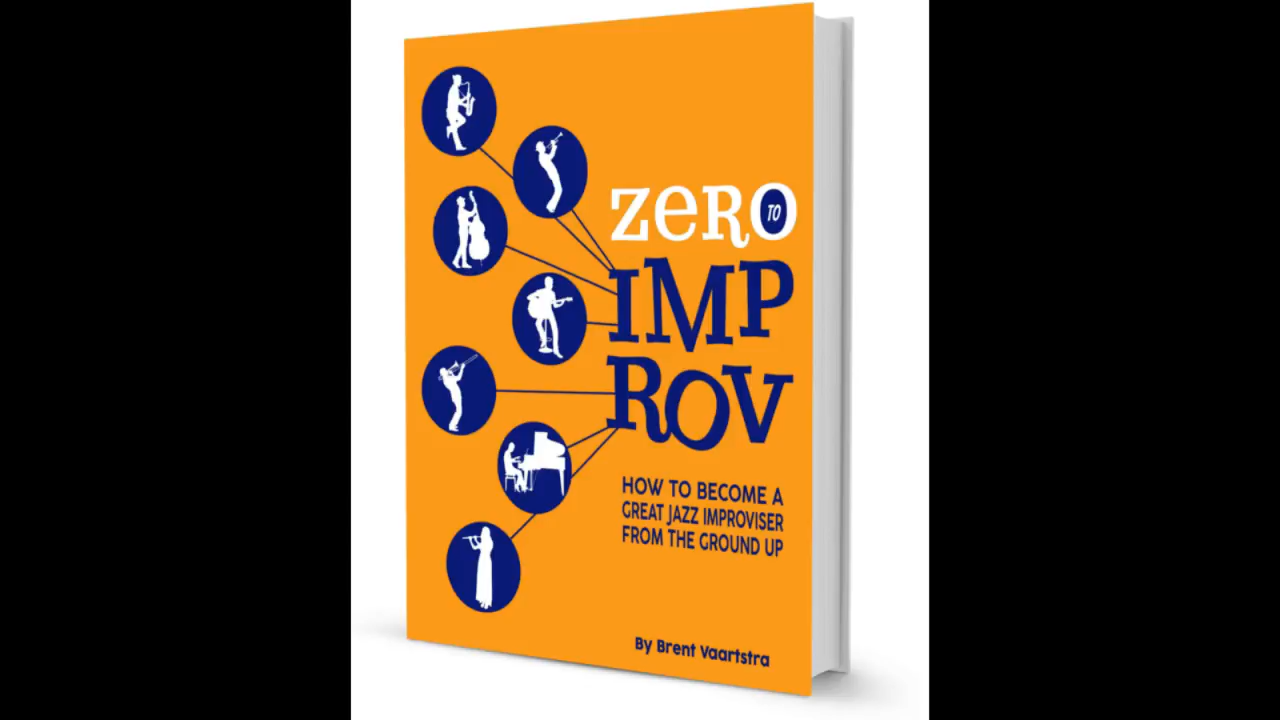 ZeRO
TO
IMP
ROV
HOW TO BECOME A
GREAT JAZZ IMPROVISER
FROM THE GROUND UP
By Brent Vaartstra